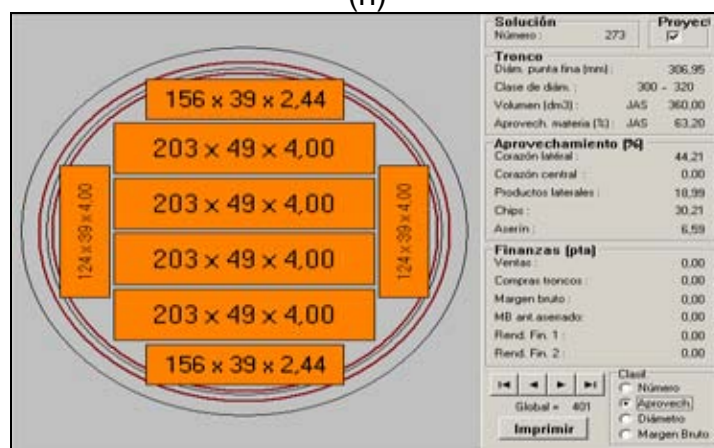 (h)
156 x 39 x 2,44
203 x 49 x 4,00
203 x 49 x 4,00
203 x 49 x 4,00
203 x 49 x 4,00
156 x 39 x 2,44
124 x 39 x 4.00
124 x 39 x 4.00
Solución
Número : 273
Proyect
Tronco
Diám. punta fina (mm) : 306,95
Clase de diám. : 300 - 320
Volumen (dm3) : JAS 360,00
Aprovech. materia (%) : JAS 63,20
Aprovechamiento (%)
Corazón latéral : 44,21
Corazón central : 0.00
Productos laterales : 18,99
Chips : 30,21
Aserín : 6,59
Finanzas (pta)
Ventas : 0,00
Compras troncos : 0,00
Margen bruto : 0,00
MB ant.aserrado: 0,00
Rend. Fin. 1 : 0,00
Rend. Fin. 2 : 0,00
Global = 401
Imprimir
Clasif.
Número
Aprovech.
Diámetro
Margen Bruto